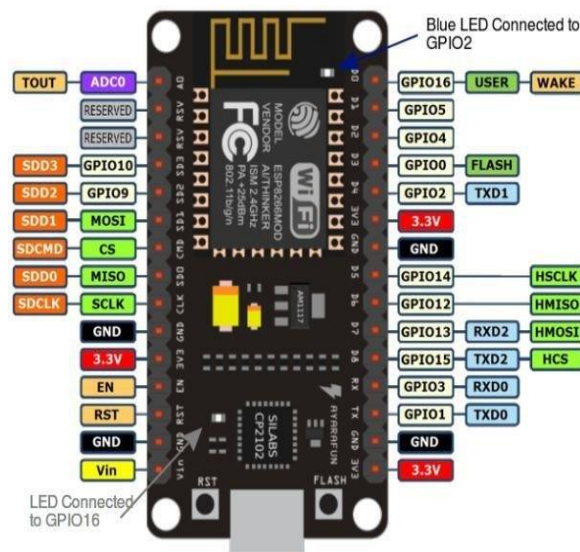 Blue LED Connected to
GPIO2
TOUT ADC0 A0
RESERVED RSV
RESERVED RSV
SDD3 GPIO10 SD3
SDD2 GPIO9 SD2
SDD1 MOSI SD1
SDCMD CS CMD
SDD0 MISO SD0
SDCLK SCLK CLK
GND GND
3.3V 3V3
EN EN
RST RST
GND GND
Vin Vin
D0 GPIO16 USER WAKE
D1 GPIO5
D2 GPIO4
D3 GPIO0 FLASH
D4 GPIO2 TXD1
3V3 3.3V
GND GND
D5 GPIO14 HSCLK
D6 GPIO12 HMISO
D7 GPIO13 RXD2 HMOSI
D8 GPIO15 TXD2 HCS
RX GPIO3 RXD0
TX GPIO1 TXD0
GND GND
3V3 3.3V
MODEL ESP8266MOD
VENDOR AI/THINKER
ISM 2.4GHz
PA +25dBm
802.11b/g/n
FC
Wi Fi
AM1117
SILABS
CP2102
AYARAFUN
RST
FLASH
LED Connected
to GPIO16